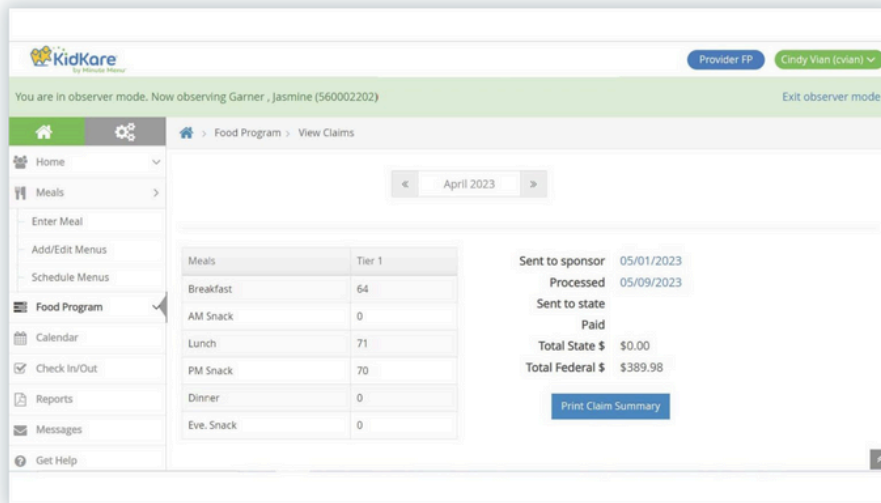 KidKare
by Minute Menu
Provider FP
Cindy Vian (cvian)
You are in observer mode. Now observing Garner , Jasmine (560002202)
Exit observer mode
Food Program > View Claims
Home
Meals
Enter Meal
Add/Edit Menus
Schedule Menus
Food Program
Calendar
Check In/Out
Reports
Messages
Get Help
« April 2023 »
Meals Tier 1
Breakfast 64
AM Snack 0
Lunch 71
PM Snack 70
Dinner 0
Eve. Snack 0
Sent to sponsor 05/01/2023
Processed 05/09/2023
Sent to state
Paid
Total State $ $0.00
Total Federal $ $389.98
Print Claim Summary